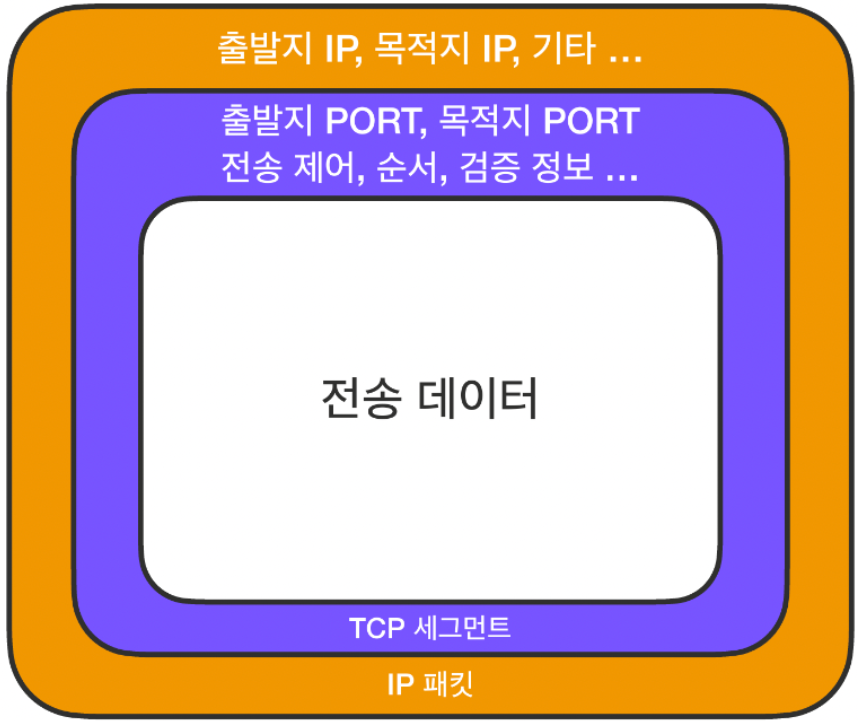 출발지 IP, 목적지 IP, 기타 ...
출발지 PORT, 목적지 PORT
전송 제어, 순서, 검증 정보 ...
전송 데이터
TCP 세그먼트
IP 패킷